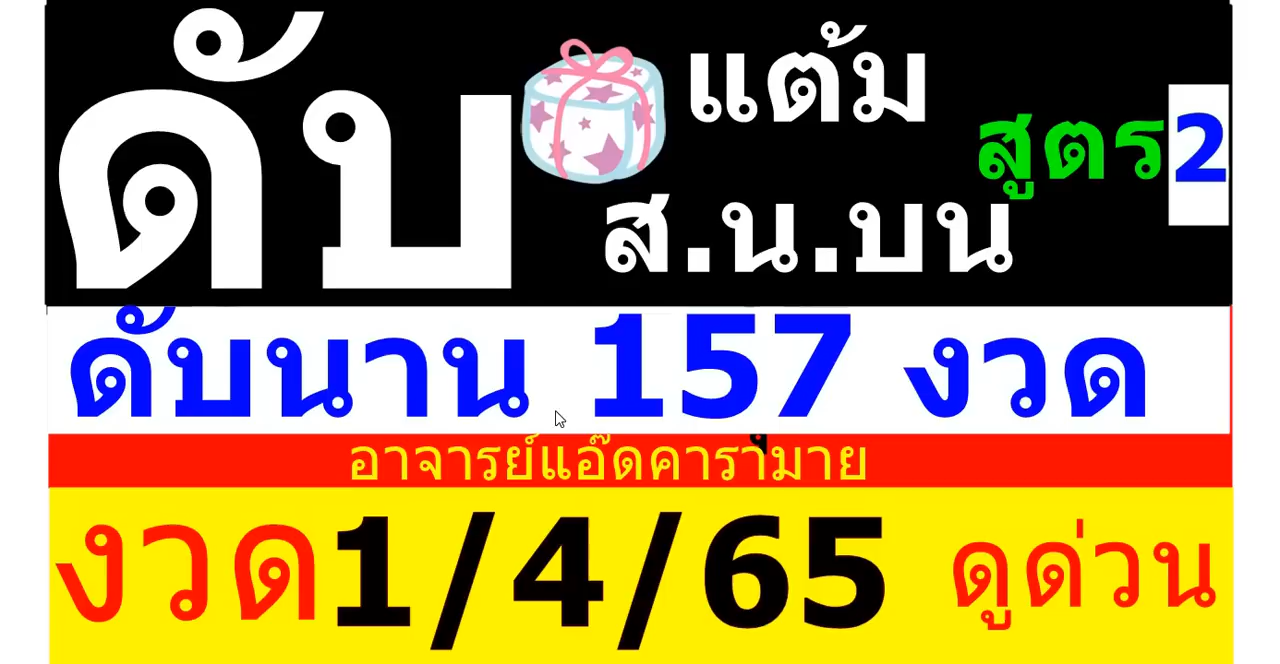 ดับ
แต้ม
สูตร2
ส.น.บน
ดับนาน 157 งวด
อาจารย์แอ๊ดคารามาย
งวด1/4/65 ดูด่วน